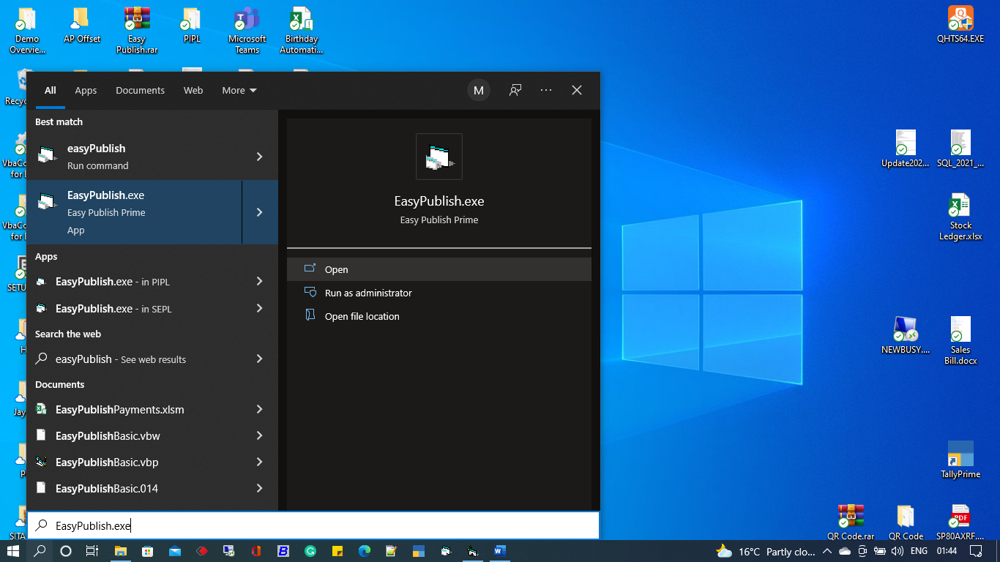 Demo
Overvie...
AP Offset
Easy
Publish.rar
PIPL
Microsoft
Teams
Birthday
Automati...
QHTS64.EXE
All
Apps
Documents
Web
More
M
Best match
easyPublish
Run command
EasyPublish.exe
Easy Publish Prime
App
Apps
EasyPublish.exe - in PIPL
EasyPublish.exe - in SEPL
Search the web
easyPublish - See web results
Documents
EasyPublishPayments.xlsm
EasyPublishBasic.vbw
EasyPublishBasic.vbp
EasyPublishBasic.014
EasyPublish.exe
EasyPublish.exe
Easy Publish Prime
Open
Run as administrator
Open file location
Recyc
VbaCo
for E
VbaCo
for E
SETU
H
Jay
P
SITA
Update202...
SQL_2021_...
Stock
Ledger.xlsx
NEWBUSY....
Sales
Bill.docx
TallyPrime
QR Code.rar
QR Code
PDF
SP80AXRF....
16°C Partly clo...
ENG
01:44